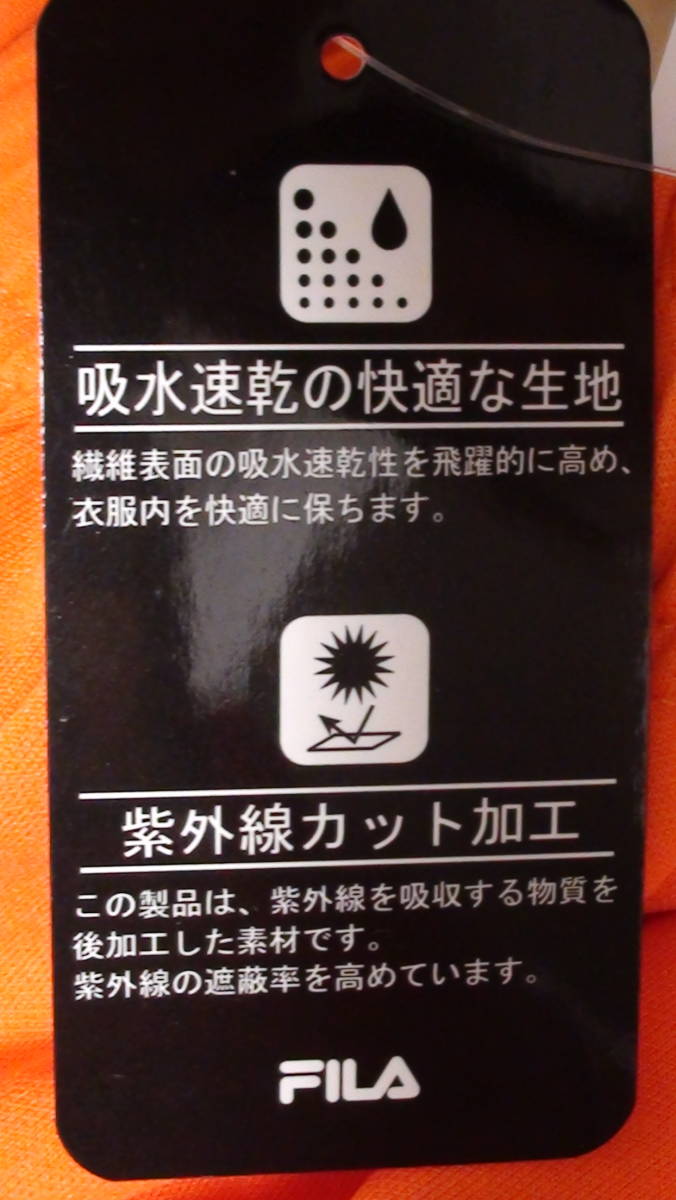 吸水速乾の快適な生地
繊維表面の吸水速乾性を飛躍的に高め、
衣服内を快適に保ちます。
紫外線カット加工
この製品は、紫外線を吸収する物質を
後加工した素材です。
紫外線の遮蔽率を高めています。
FILA